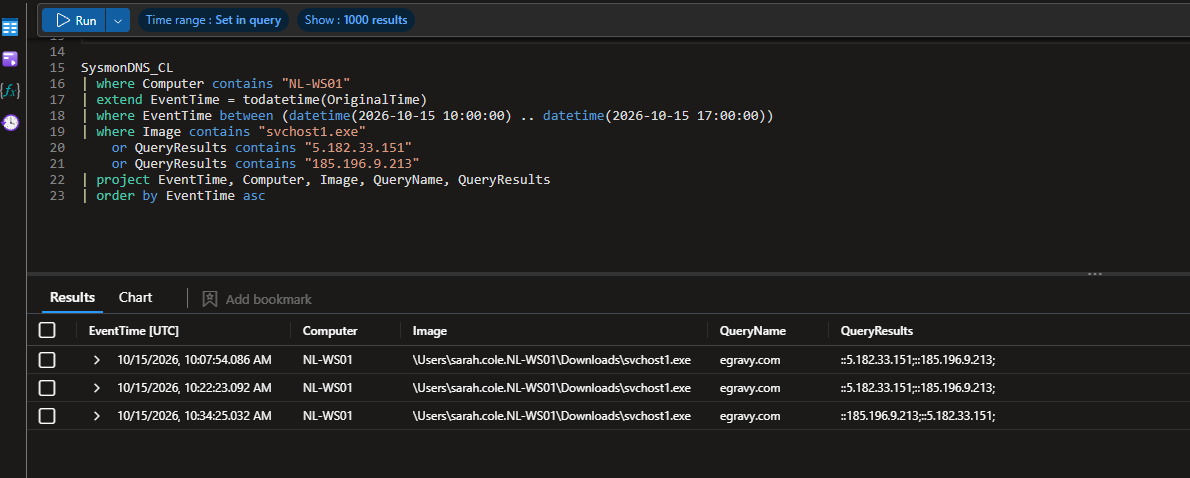 Run
Time range : Set in query
Show : 1000 results
14
15 SysmonDNS_CL
16 | where Computer contains "NL-WS01"
17 | extend EventTime = todatetime(OriginalTime)
18 | where EventTime between (datetime(2026-10-15 10:00:00) .. datetime(2026-10-15 17:00:00))
19 | where Image contains "svchost1.exe"
20 or QueryResults contains "5.182.33.151"
21 or QueryResults contains "185.196.9.213"
22 | project EventTime, Computer, Image, QueryName, QueryResults
23 | order by EventTime asc
{fx}
Results Chart Add bookmark
EventTime [UTC] Computer Image QueryName QueryResults
10/15/2026, 10:07:54.086 AM NL-WS01 \Users\sarah.cole.NL-WS01\Downloads\svchost1.exe egravy.com ::5.182.33.151;::185.196.9.213;
10/15/2026, 10:22:23.092 AM NL-WS01 \Users\sarah.cole.NL-WS01\Downloads\svchost1.exe egravy.com ::5.182.33.151;::185.196.9.213;
10/15/2026, 10:34:25.032 AM NL-WS01 \Users\sarah.cole.NL-WS01\Downloads\svchost1.exe egravy.com ::185.196.9.213;::5.182.33.151;